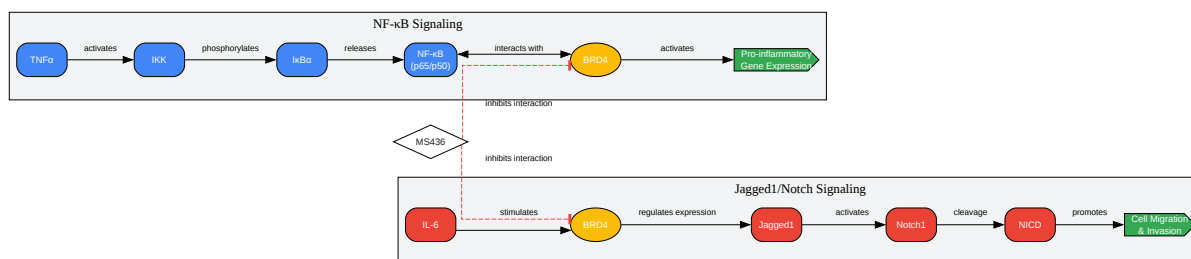 NF-κB Signaling
activates
phosphorylates
releases
interacts with
activates
TNFα
IKK
IκBα
NF-κB
(p65/p50)
BRD4
Pro-inflammatory
Gene Expression
inhibits interaction
MS436
inhibits interaction
Jagged1/Notch Signaling
stimulates
regulates expression
activates
cleavage
promotes
IL-6
BRD4
Jagged1
Notch1
NICD
Cell Migration
& Invasion